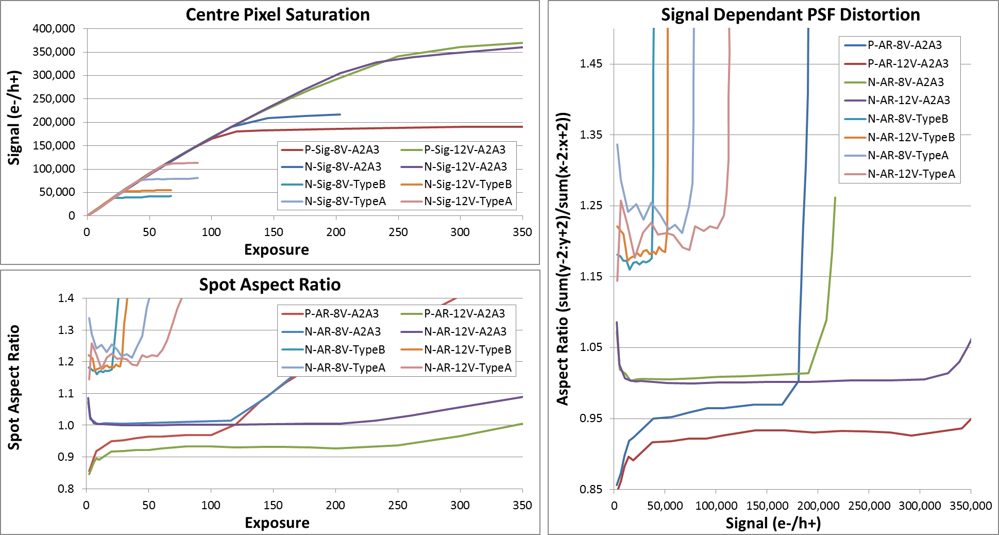 Centre Pixel Saturation
Signal (e-/h+)
400,000
350,000
300,000
250,000
200,000
150,000
100,000
50,000
0
0 50 100 150 200 250 300 350
Exposure
P-Sig-8V-A2A3 P-Sig-12V-A2A3
N-Sig-8V-A2A3 N-Sig-12V-A2A3
N-Sig-8V-TypeB N-Sig-12V-TypeB
N-Sig-8V-TypeA N-Sig-12V-TypeA
Spot Aspect Ratio
Spot Aspect Ratio
1.4
1.3
1.2
1.1
1.0
0.9
0.8
0 50 100 150 200 250 300 350
Exposure
P-AR-8V-A2A3 P-AR-12V-A2A3
N-AR-8V-A2A3 N-AR-12V-A2A3
N-AR-8V-TypeB N-AR-12V-TypeB
N-AR-8V-TypeA N-AR-12V-TypeA
Signal Dependant PSF Distortion
Aspect Ratio (sum(y-2:y+2)/sum(x-2:x+2))
1.45
1.35
1.25
1.15
1.05
0.95
0.85
0 50,000 100,000 150,000 200,000 250,000 300,000 350,000
Signal (e-/h+)
P-AR-8V-A2A3
P-AR-12V-A2A3
N-AR-8V-A2A3
N-AR-12V-A2A3
N-AR-8V-TypeB
N-AR-12V-TypeB
N-AR-8V-TypeA
N-AR-12V-TypeA